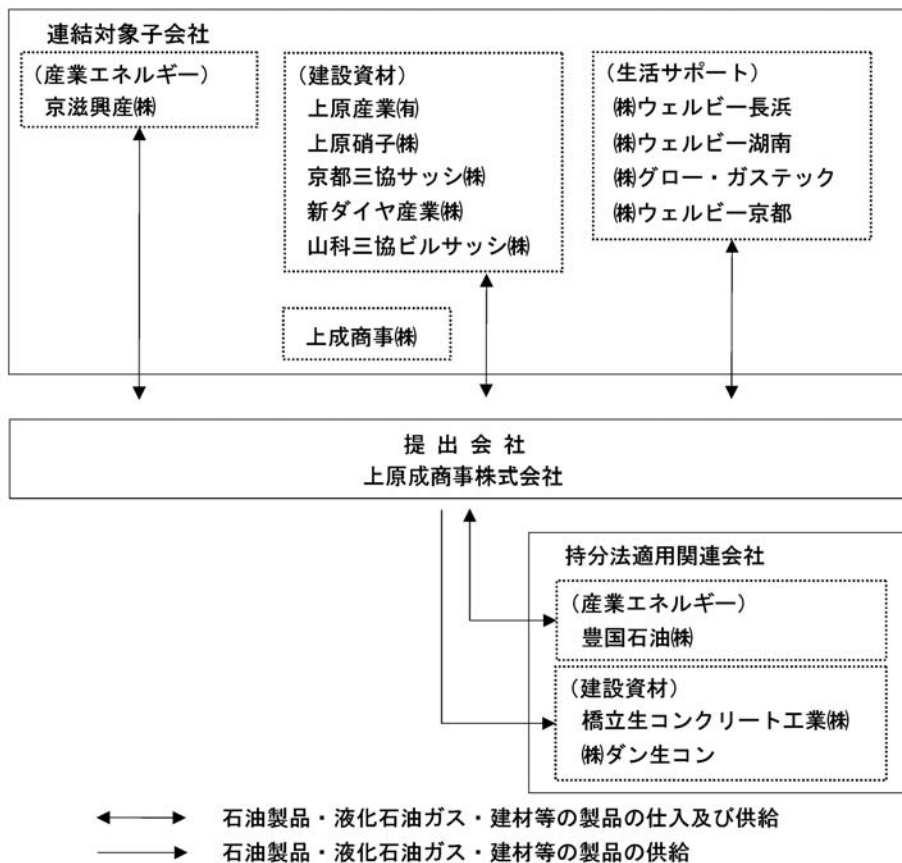 連結対象子会社
（産業エネルギー）
京滋興産㈱
（建設資材）
上原産業㈲
上原硝子㈱
京都三協サッシ㈱
新ダイヤ産業㈱
山科三協ビルサッシ㈱
上成商事㈱
（生活サポート）
㈱ウェルビー長浜
㈱ウェルビー湖南
㈱グロー・ガステック
㈱ウェルビー京都
提出会社
上原成商事株式会社
持分法適用関連会社
（産業エネルギー）
豊国石油㈱
（建設資材）
橋立生コンクリート工業㈱
㈱ダン生コン
石油製品・液化石油ガス・建材等の製品の仕入及び供給
石油製品・液化石油ガス・建材等の製品の供給